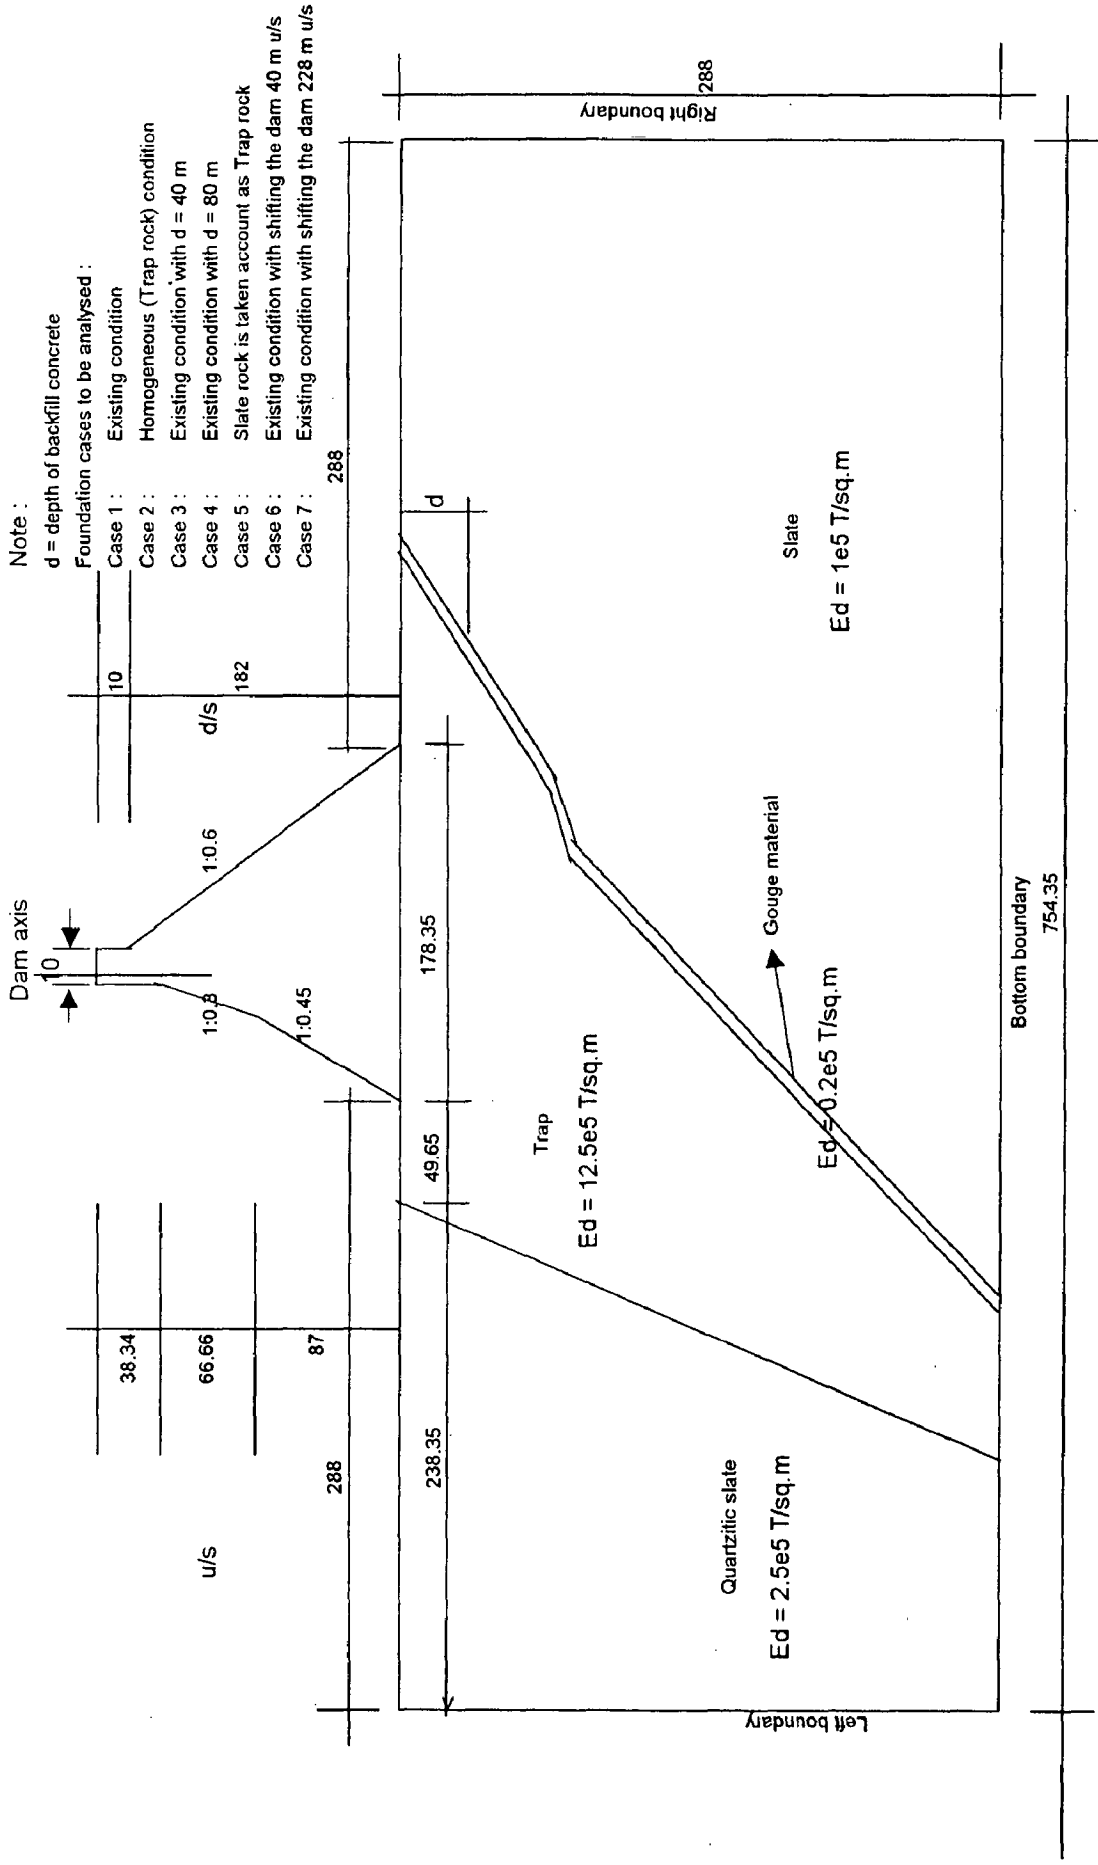 Note :
d = depth of backfill concrete
Foundation cases to be analysed :
Case 1 : Existing condition
Case 2 : Homogeneous (Trap rock) condition
Case 3 : Existing condition with d = 40 m
Case 4 : Existing condition with d = 80 m
Case 5 : Slate rock is taken account as Trap rock
Case 6 : Existing condition with shifting the dam 40 m u/s
Case 7 : Existing condition with shifting the dam 228 m u/s
Dam axis
10
10
182
d/s
u/s
38.34
66.66
87
1:0.3
1:0.45
1:0.6
288
288
238.35
49.65
178.35
d
Trap
Ed = 12.5e5 T/sq.m
Quartzitic slate
Ed = 2.5e5 T/sq.m
Gouge material
Ed = 0.2e5 T/sq.m
Slate
Ed = 1e5 T/sq.m
Left boundary
Right boundary
288
Bottom boundary
754.35